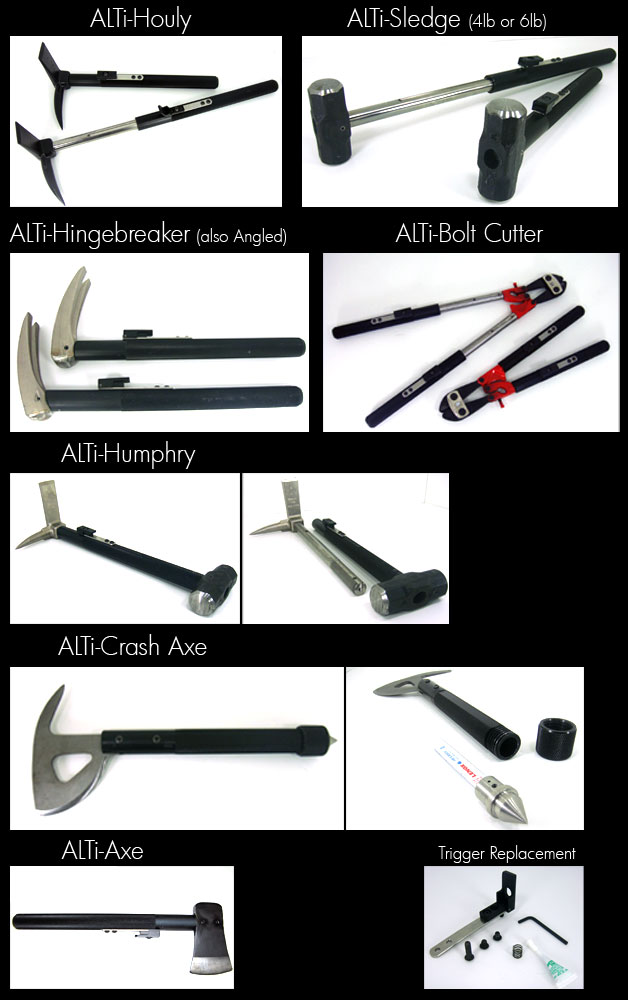 ALTi-Houly
ALTi-Sledge (4lb or 6lb)
ALTi-Hingebreaker (also Angled)
ALTi-Bolt Cutter
ALTi-Humphry
ALTi-Crash Axe
LENOX
ALTi-Axe
Trigger Replacement